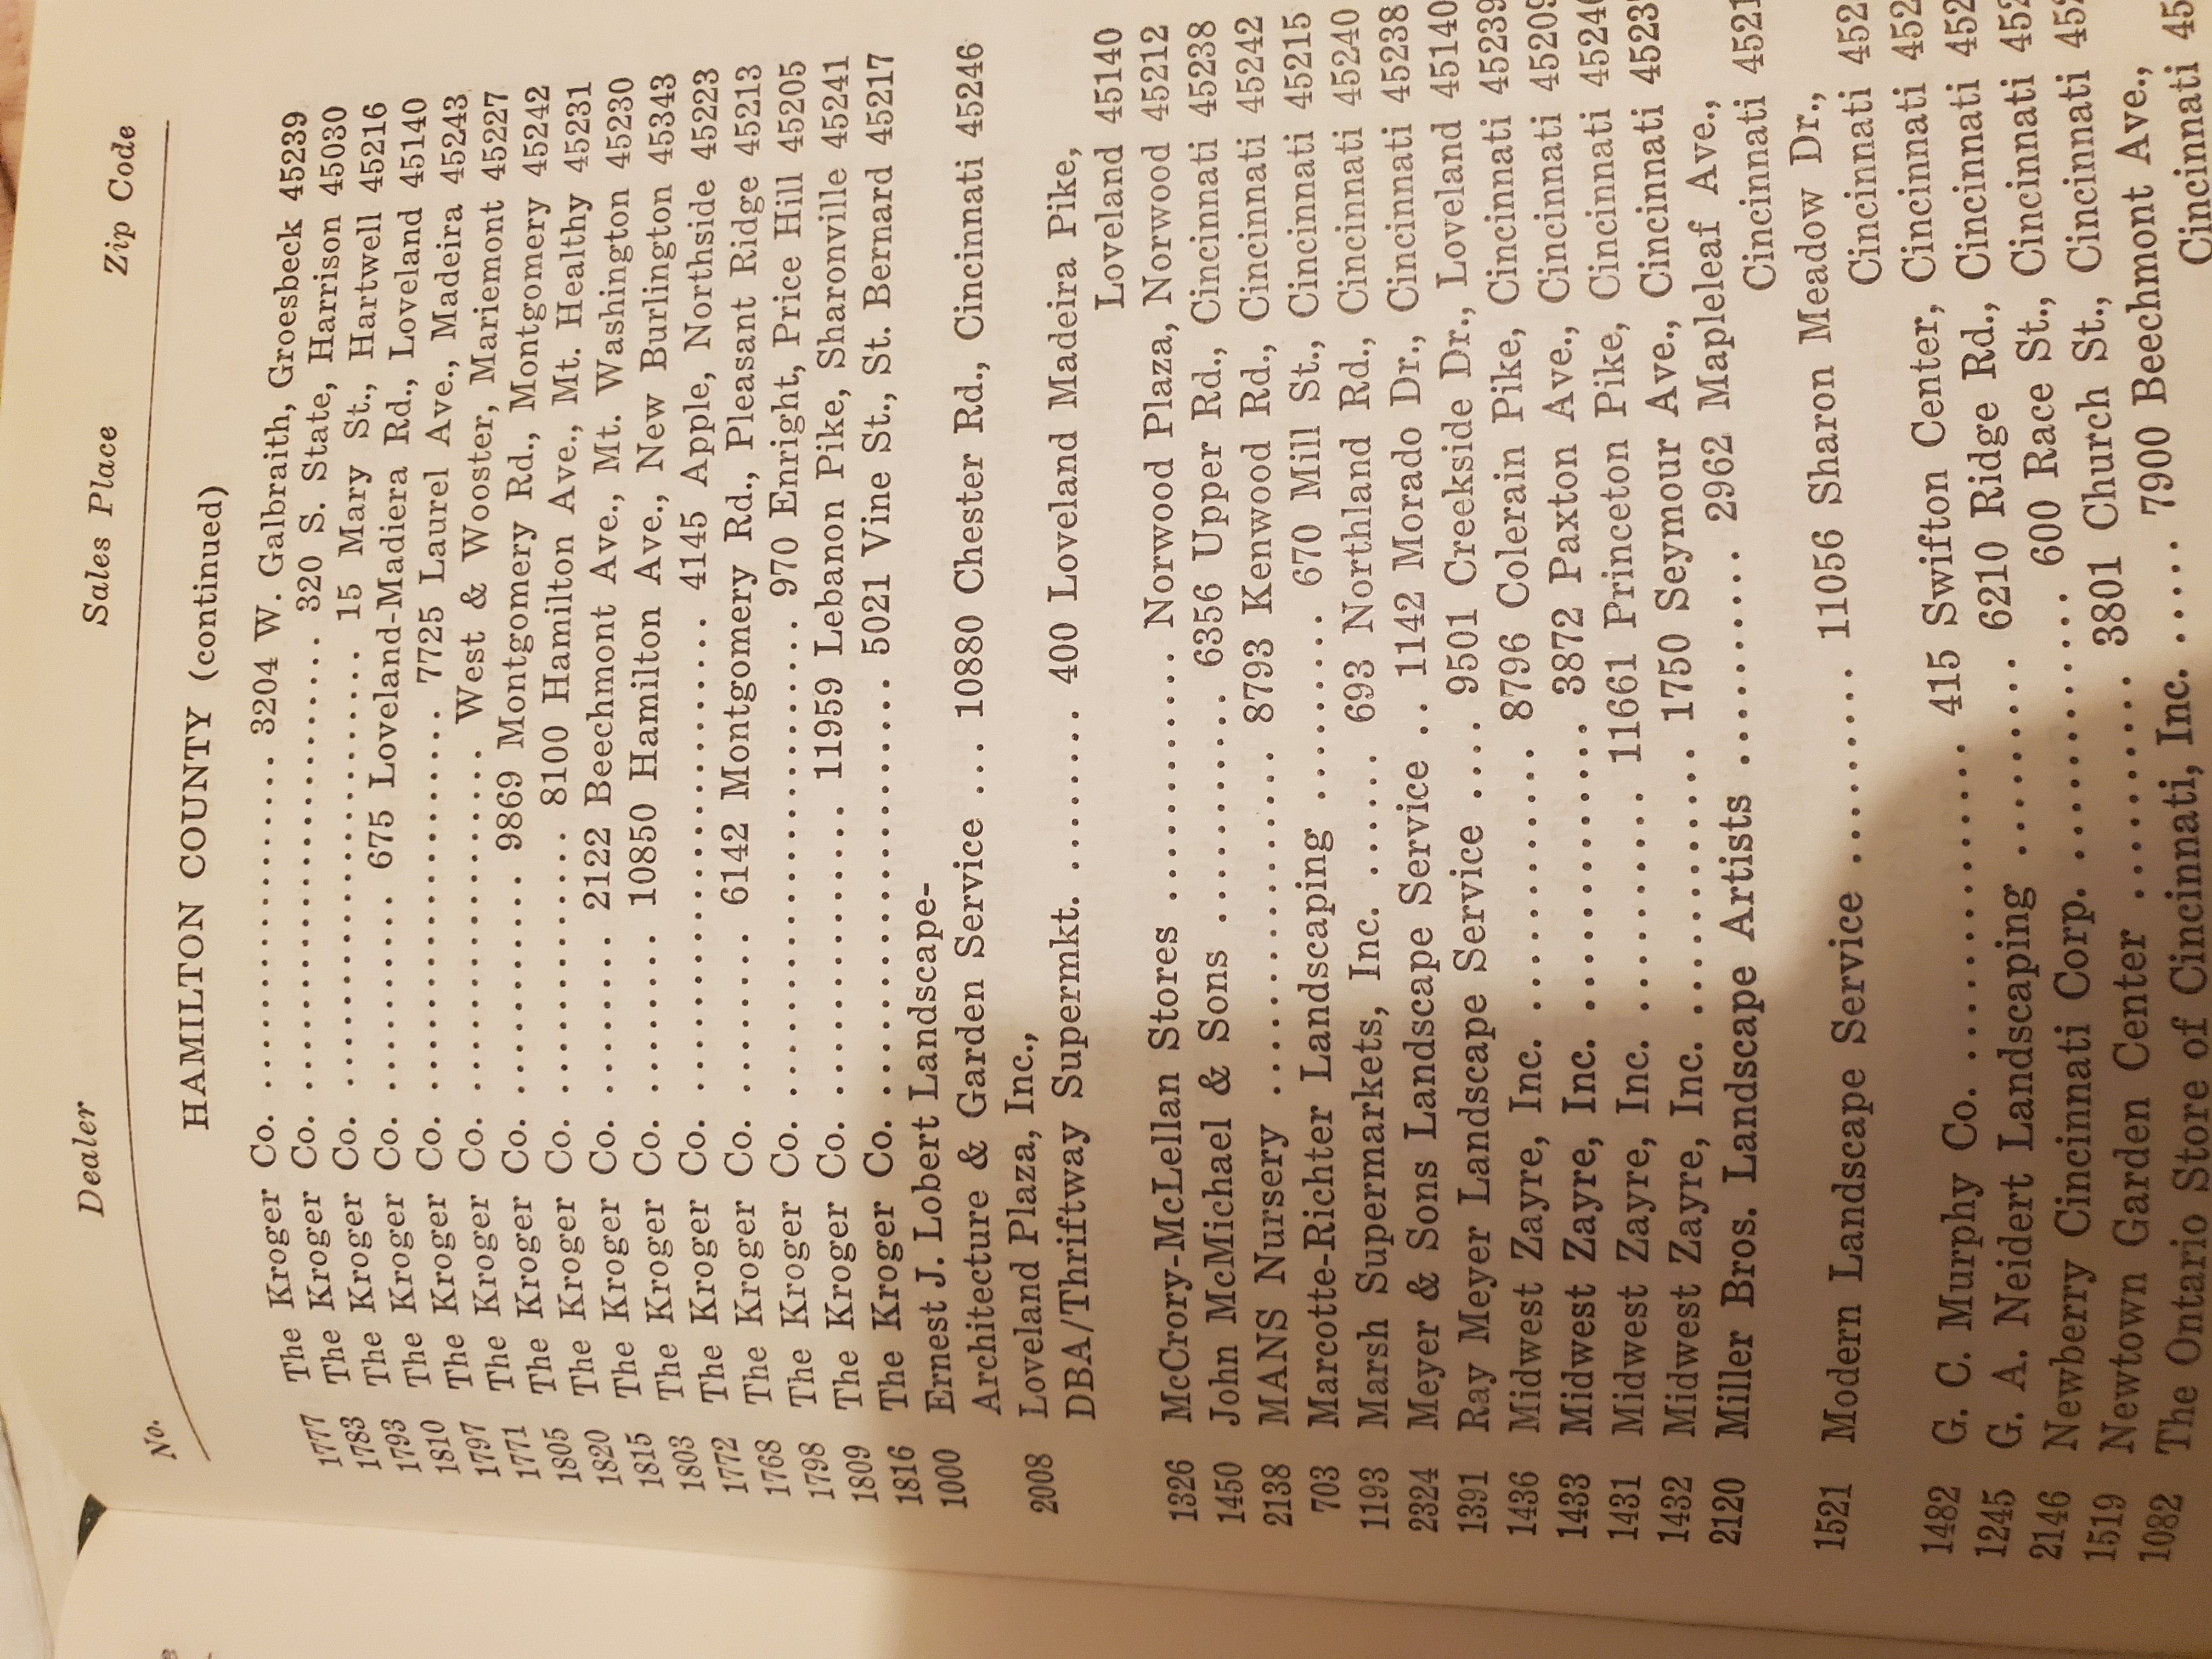 No. Dealer Sales Place Zip Code
HAMILTON COUNTY (continued)
1777 The Kroger Co. .................... 3204 W. Galbraith, Groesbeck 45239
1783 The Kroger Co. ............................ 320 S. State, Harrison 45030
1793 The Kroger Co. .......................... 15 Mary St., Hartwell 45216
1810 The Kroger Co. ............ 675 Loveland-Madiera Rd., Loveland 45140
1797 The Kroger Co. ....................... 7725 Laurel Ave., Madeira 45243
1771 The Kroger Co. ..................... West & Wooster, Mariemont 45227
1805 The Kroger Co. ............. 9869 Montgomery Rd., Montgomery 45242
1820 The Kroger Co. ............... 8100 Hamilton Ave., Mt. Healthy 45231
1815 The Kroger Co. ......... 2122 Beechmont Ave., Mt. Washington 45230
1803 The Kroger Co. ......... 10850 Hamilton Ave., New Burlington 45343
1772 The Kroger Co. .......................... 4145 Apple, Northside 45223
1768 The Kroger Co. ......... 6142 Montgomery Rd., Pleasant Ridge 45213
1798 The Kroger Co. .......................... 970 Enright, Price Hill 45205
1809 The Kroger Co. ................ 11959 Lebanon Pike, Sharonville 45241
1816 The Kroger Co. ...................... 5021 Vine St., St. Bernard 45217
1000 Ernest J. Lobert Landscape-
Architecture & Garden Service ... 10880 Chester Rd., Cincinnati 45246
2008 Loveland Plaza, Inc.,
DBA/Thriftway Supermkt. ........ 400 Loveland Madeira Pike,
Loveland 45140
1326 McCrory-McLellan Stores ............. Norwood Plaza, Norwood 45212
1450 John McMichael & Sons ........... 6356 Upper Rd., Cincinnati 45238
2138 MANS Nursery ................. 8793 Kenwood Rd., Cincinnati 45242
703 Marcotte-Richter Landscaping ......... 670 Mill St., Cincinnati 45215
1193 Marsh Supermarkets, Inc. ...... 693 Northland Rd., Cincinnati 45240
2324 Meyer & Sons Landscape Service .. 1142 Morado Dr., Cincinnati 45238
1391 Ray Meyer Landscape Service .... 9501 Creekside Dr., Loveland 45140
1436 Midwest Zayre, Inc. ............. 8796 Colerain Pike, Cincinnati 45239
1433 Midwest Zayre, Inc. .............. 3872 Paxton Ave., Cincinnati 45209
1431 Midwest Zayre, Inc. ........... 11661 Princeton Pike, Cincinnati 4524
1432 Midwest Zayre, Inc. ............. 1750 Seymour Ave., Cincinnati 4523
2120 Miller Bros. Landscape Artists ............ 2962 Mapleleaf Ave.,
Cincinnati 4521
1521 Modern Landscape Service ......... 11056 Sharon Meadow Dr.,
Cincinnati 452
1482 G. C. Murphy Co. .............. 415 Swifton Center, Cincinnati 452
1245 G. A. Neidert Landscaping ......... 6210 Ridge Rd., Cincinnati 452
2146 Newberry Cincinnati Corp. ............. 600 Race St., Cincinnati 452
1519 Newtown Garden Center .......... 3801 Church St., Cincinnati 452
1082 The Ontario Store of Cincinnati, Inc. ..... 7900 Beechmont Ave.,
Cincinnati 45